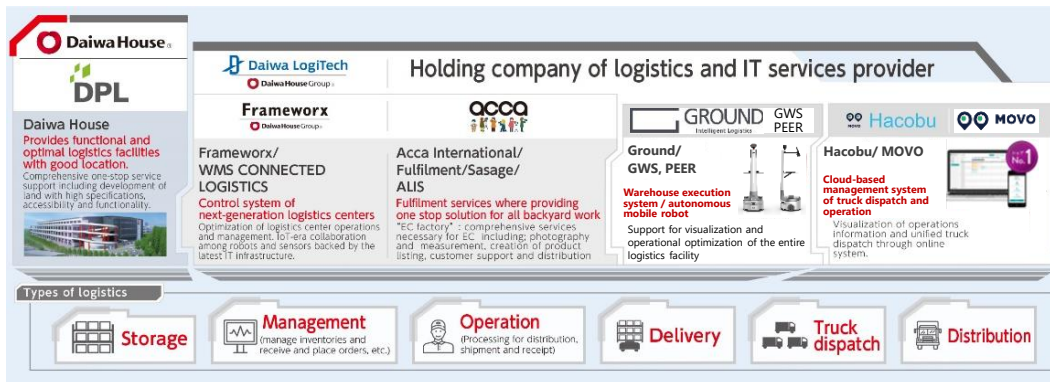 Daiwa House®
DPL
Daiwa House
Provides functional and
optimal logistics facilities
with good location.
Comprehensive one-stop service
support including development of
land with high specifications,
accessibility and functionality.
Daiwa LogiTech
Daiwa House Group®
Holding company of logistics and IT services provider
Frameworx
Daiwa House Group®
Frameworx/
WMS CONNECTED
LOGISTICS
Control system of
next-generation logistics centers
Optimization of logistics center operations
and management. IoT-era collaboration
among robots and sensors backed by the
latest IT infrastructure.
acca
Acca International/
Fulfilment/Sasage/
ALIS
Fulfilment services where providing
one stop solution for all backyard work
"EC factory" : comprehensive services
necessary for EC including; photography
and measurement, creation of product
listing, customer support and distribution
GROUND
Intelligent Logistics
GWS
PEER
Ground/
GWS, PEER
Warehouse execution
system / autonomous
mobile robot
Support for visualization and
operational optimization of the entire
logistics facility
MOVO
Hacobu
MOVO
Hacobu/ MOVO
No.1
Cloud-based
management system
of truck dispatch and
operation
Visualization of operations
information and unified truck
dispatch through online
system.
Types of logistics
Storage
Management
(manage inventories and
receive and place orders, etc.)
Operation
(Processing for distribution,
shipment and receipt)
Delivery
Truck
dispatch
Distribution